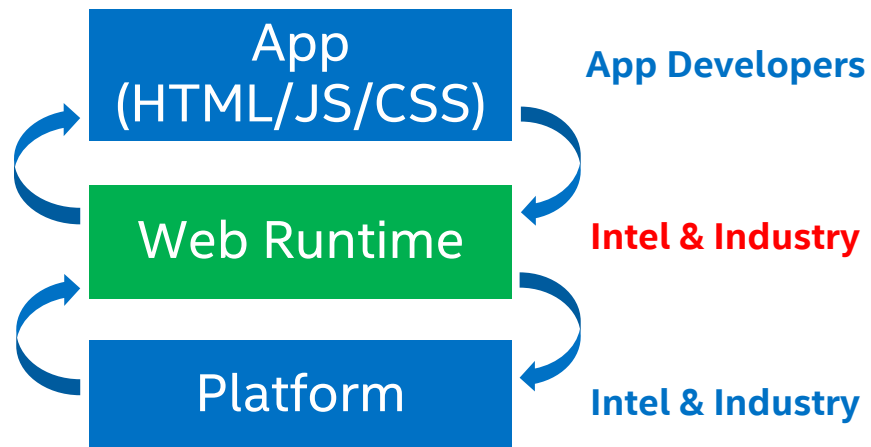 App
(HTML/JS/CSS)
App Developers
Web Runtime
Intel & Industry
Platform
Intel & Industry